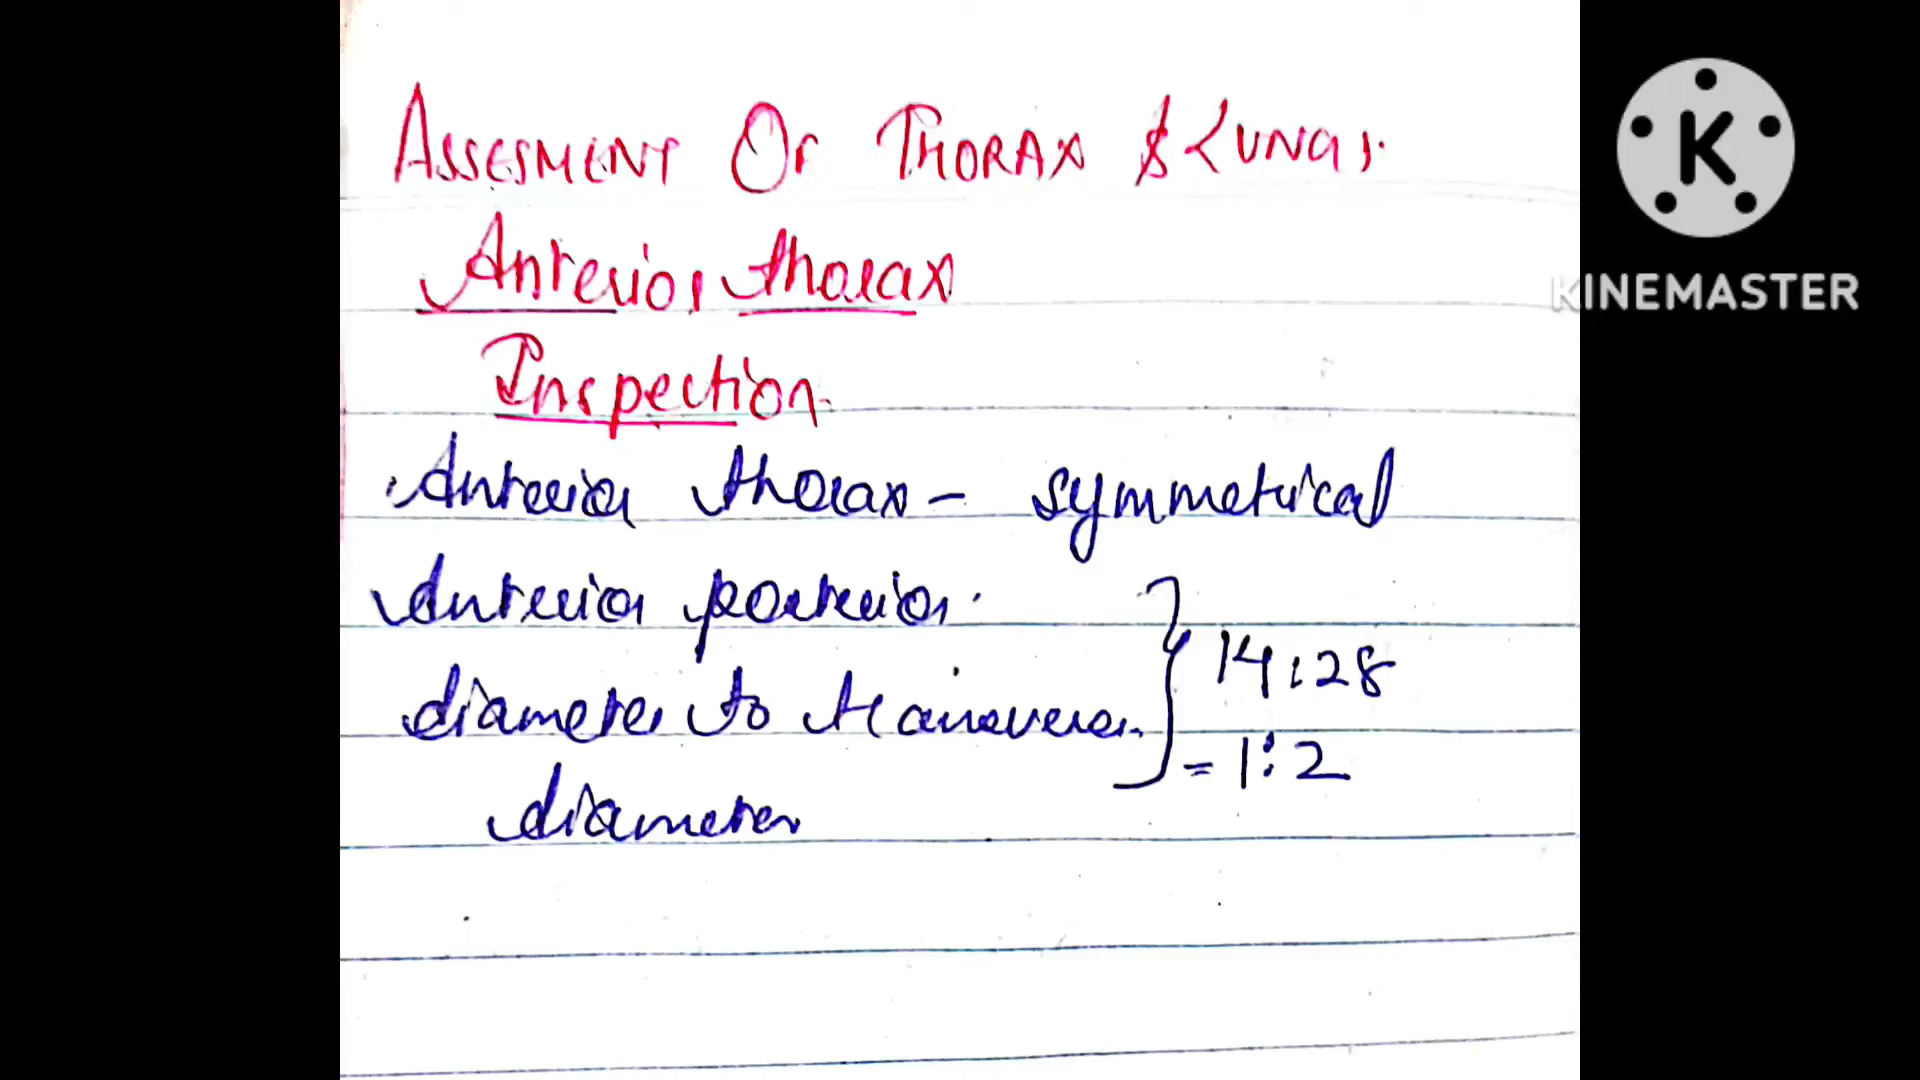 ASSESMENT OF THORAX & LUNGS.
Anterior thorax
Inspection.
Anterior thorax - symmetrical
Anterior posterior
diameter to transverse
diameter
14:28
= 1:2
K
KINEMASTER